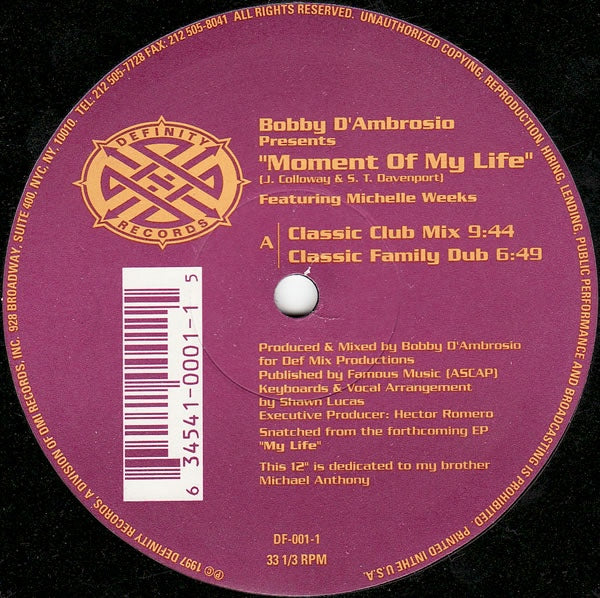 ℗© 1997 DEFINITY RECORDS A DIVISION OF DMI RECORDS, INC. 928 BROADWAY, SUITE 400, NYC, NY, 10010. TEL: 212 505-7728 FAX: 212 505-8041 ALL RIGHTS RESERVED. UNAUTHORIZED COPYING, REPRODUCTION, HIRING, LENDING, PUBLIC PERFORMANCE AND BROADCASTING IS PROHIBITED. PRINTED INTHE U.S.A.
DEFINITY
RECORDS
Bobby D'Ambrosio
Presents
"Moment Of My Life"
(J. Colloway & S. T. Davenport)
Featuring Michelle Weeks
A
Classic Club Mix 9:44
Classic Family Dub 6:49
6 34541-0001-1 5
Produced & Mixed by Bobby D'Ambrosio
for Def Mix Productions
Published by Famous Music (ASCAP)
Keyboards & Vocal Arrangement
by Shawn Lucas
Executive Producer: Hector Romero
Snatched from the forthcoming EP
"My Life"
This 12" is dedicated to my brother
Michael Anthony
DF-001-1
33 1/3 RPM